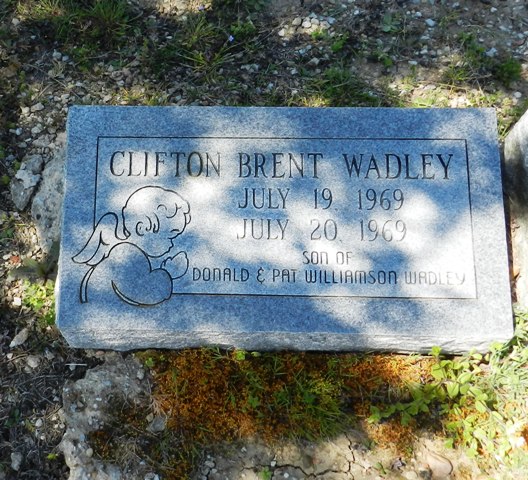 CLIFTON BRENT WADLEY
JULY 19, 1969
JULY 20, 1969
SON OF
DONALD & PAT WILLIAMSON WADLEY